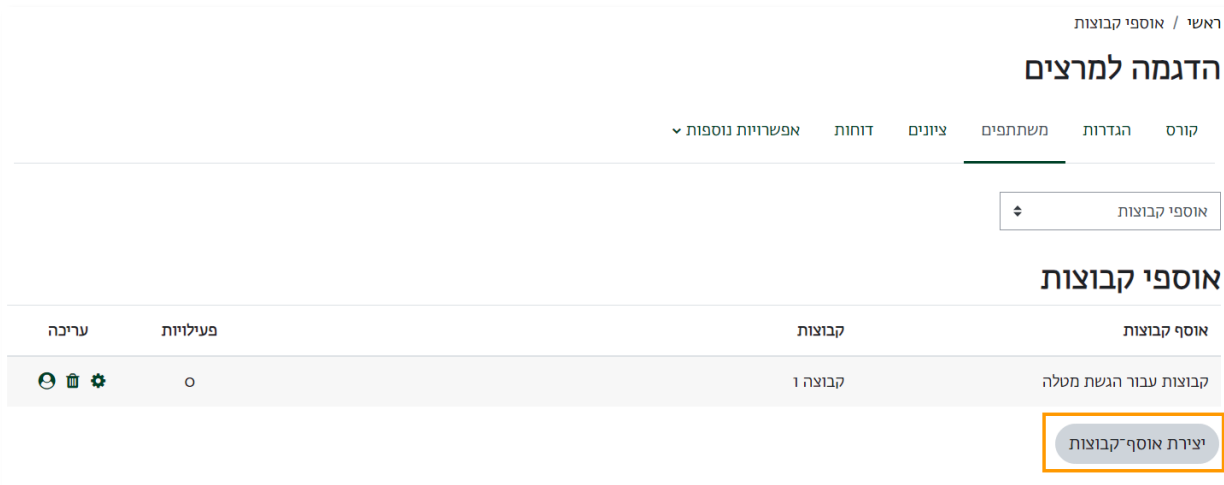 ראשי / אוספי קבוצות
הדגמה למרצים
קורס הגדרות משתתפים ציונים דוחות אפשרויות נוספות
אוספי קבוצות
אוספי קבוצות
אוסף קבוצות קבוצות פעילויות עריכה
קבוצות עבור הגשת מטלה קבוצה 1 0
יצירת אוסף־קבוצות